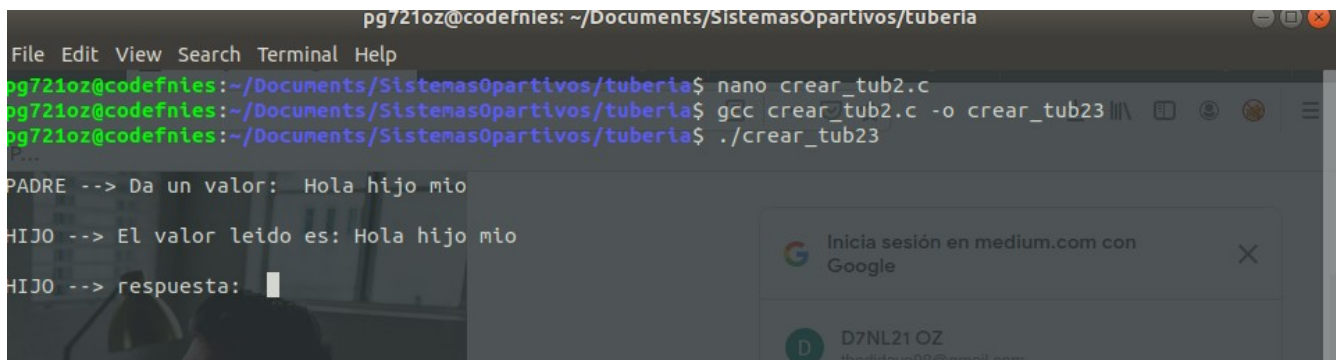 pg721oz@codefnies: ~/Documents/SistemasOpartivos/tuberia
File Edit View Search Terminal Help
pg721oz@codefnies:~/Documents/SistemasOpartivos/tuberia$ nano crear_tub2.c
pg721oz@codefnies:~/Documents/SistemasOpartivos/tuberia$ gcc crear_tub2.c -o crear_tub23
pg721oz@codefnies:~/Documents/SistemasOpartivos/tuberia$ ./crear_tub23
P...
PADRE --> Da un valor:  Hola hijo mio
HIJO --> El valor leido es: Hola hijo mio
HIJO --> respuesta:
Inicia sesión en medium.com con
Google
D
D7NL21 OZ